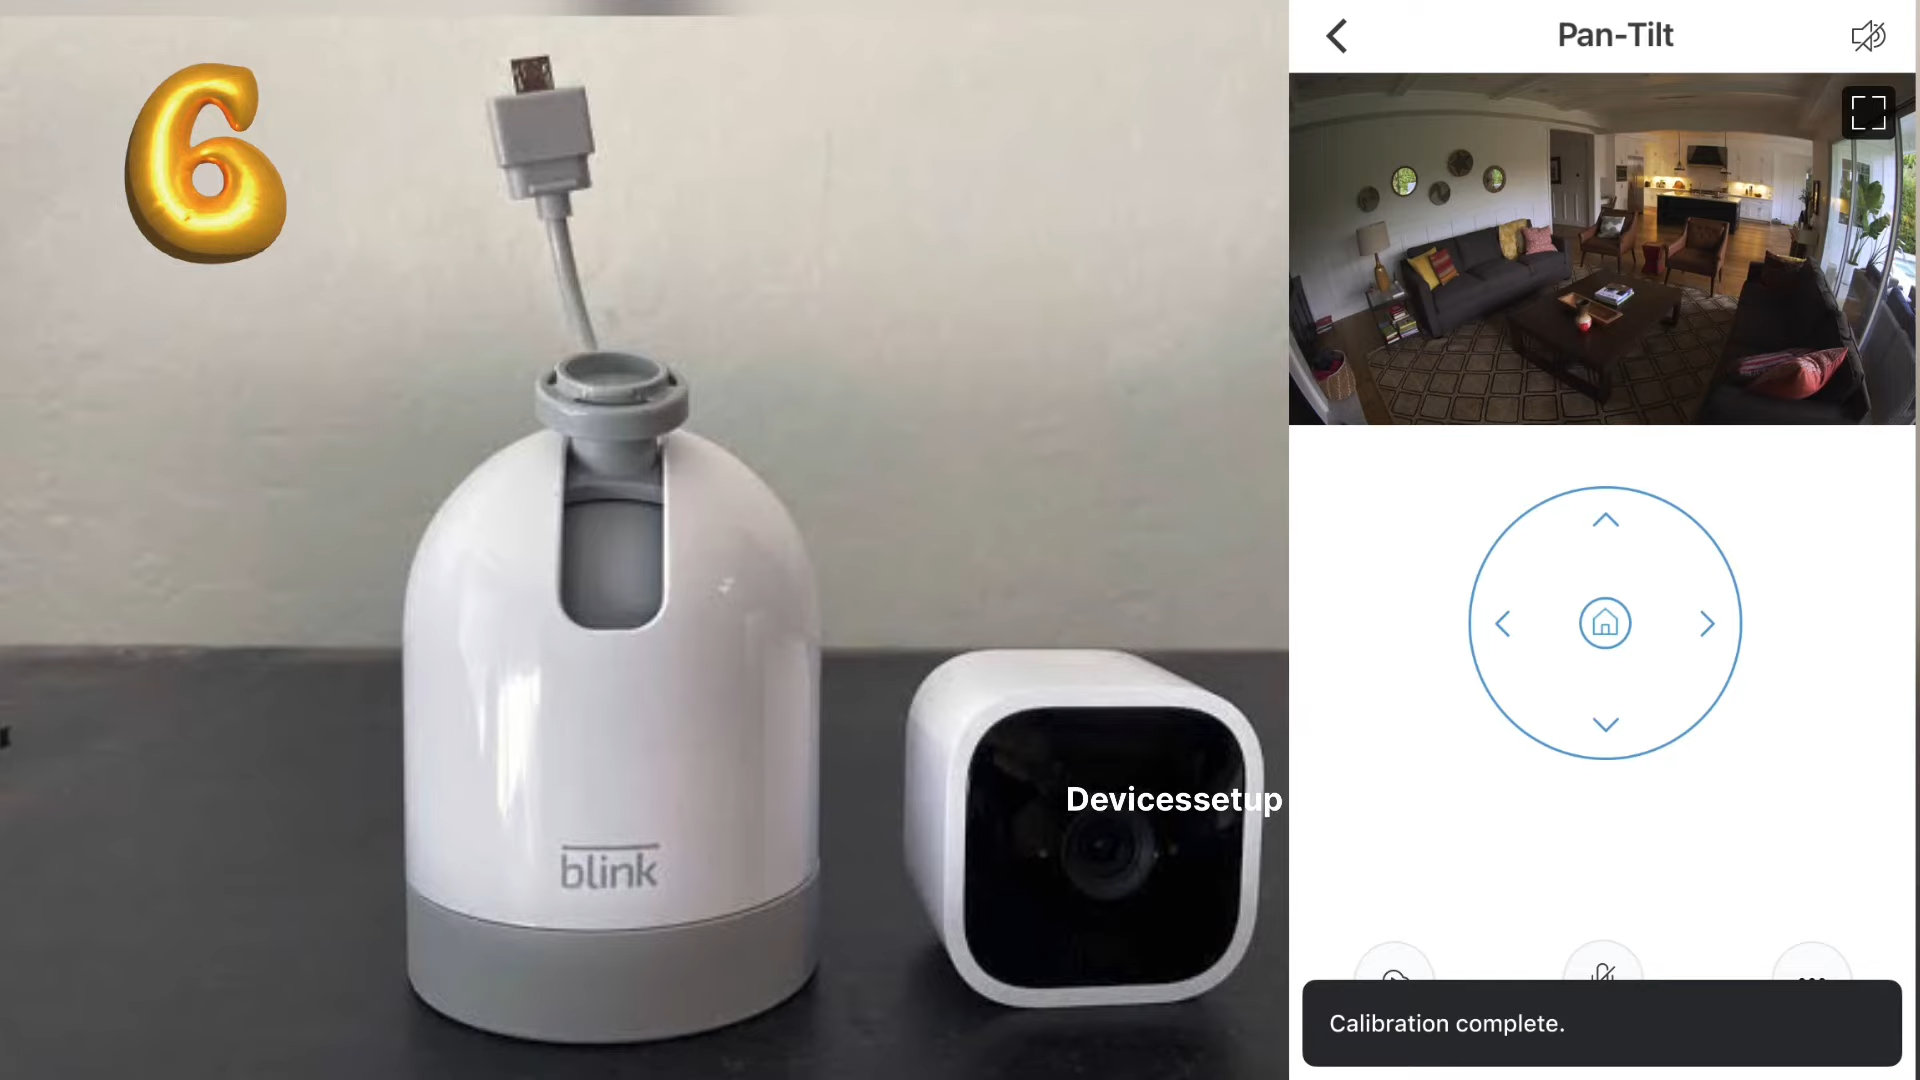 6
blink
Devicessetup
Pan-Tilt
Calibration complete.